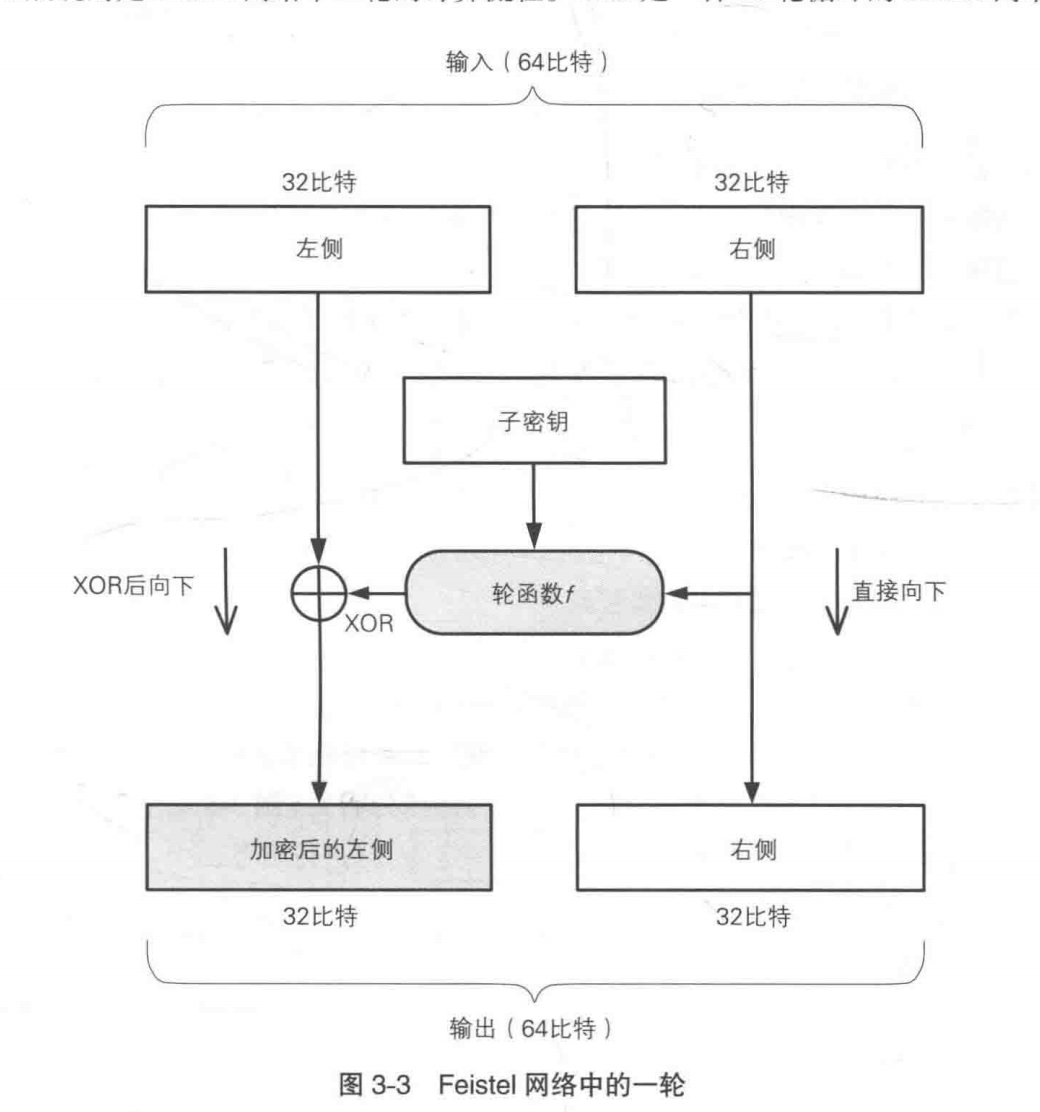 输入（64比特）
32比特
32比特
左侧
右侧
子密钥
XOR后向下
轮函数f
直接向下
XOR
加密后的左侧
右侧
32比特
32比特
输出（64比特）
图 3-3 Feistel 网络中的一轮